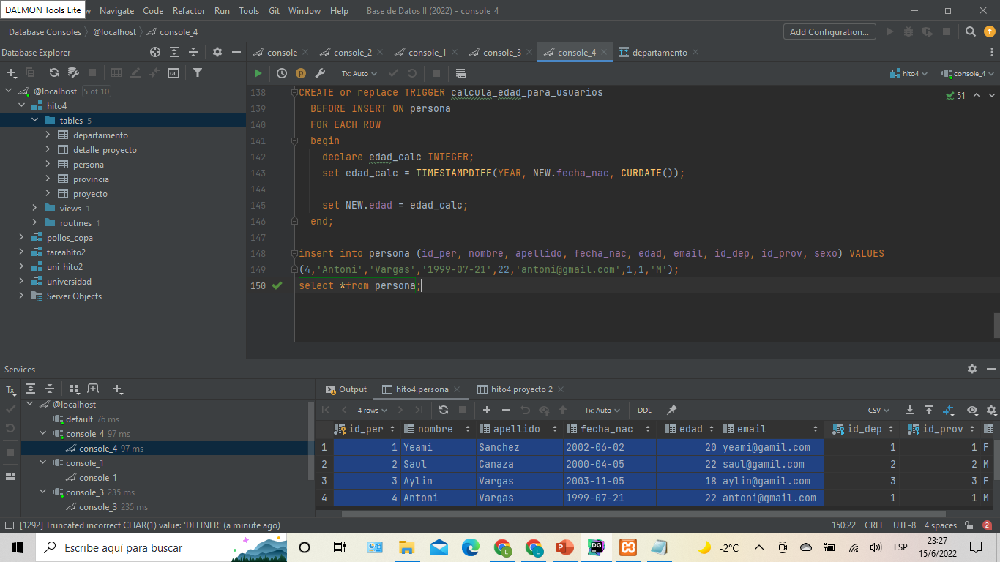 DAEMON Tools Lite
w Navigate Code Refactor Run Tools Git Window Help Base de Datos II (2022) - console_4
Database Consoles @localhost console_4 Add Configuration...
Database Explorer
console console_2 console_1 console_3 console_4 departamento
Tx: Auto hito4 console_4
@localhost 5 of 10
hito4
tables 5
departamento
detalle_proyecto
persona
provincia
proyecto
views 1
routines 1
pollos_copa
tareahito2
uni_hito2
universidad
Server Objects
51
138 CREATE or replace TRIGGER calcula_edad_para_usuarios
139 BEFORE INSERT ON persona
140 FOR EACH ROW
141 begin
142 declare edad_calc INTEGER;
143 set edad_calc = TIMESTAMPDIFF(YEAR, NEW.fecha_nac, CURDATE());
144
145 set NEW.edad = edad_calc;
146 end;
147
148 insert into persona (id_per, nombre, apellido, fecha_nac, edad, email, id_dep, id_prov, sexo) VALUES
149 (4,'Antoni','Vargas','1999-07-21',22,'antoni@gmail.com',1,1,'M');
150 select *from persona;
Services
Tx
@localhost
default 76 ms
console_4 97 ms
console_4 97 ms
console_1
console_1
console_3 235 ms
console_3 235 ms
Output hito4.persona hito4.proyecto 2
4 rows Tx: Auto DDL CSV
id_per nombre apellido fecha_nac edad email id_dep id_prov
1 1 Yeami Sanchez 2002-06-02 20 yeami@gamil.com 1 1 F
2 2 Saul Canaza 2000-04-05 22 saul@gamil.com 2 2 M
3 3 Aylin Vargas 2003-11-05 18 aylin@gamil.com 3 3 F
4 4 Antoni Vargas 1999-07-21 22 antoni@gmail.com 1 1 M
[1292] Truncated incorrect CHAR(1) value: 'DEFINER' (a minute ago) 150:22 CRLF UTF-8 4 spaces 2
Escribe aquí para buscar
-2°C ESP 23:27
15/6/2022